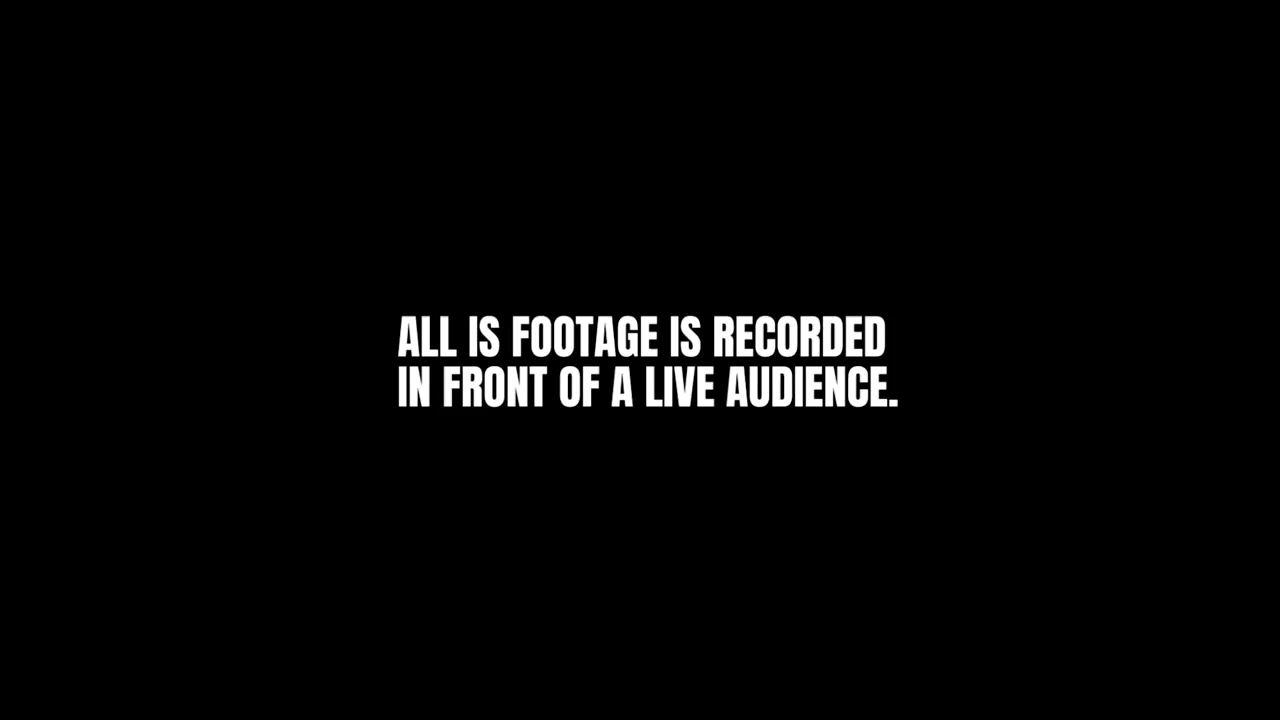 ALL IS FOOTAGE IS RECORDED
IN FRONT OF A LIVE AUDIENCE.